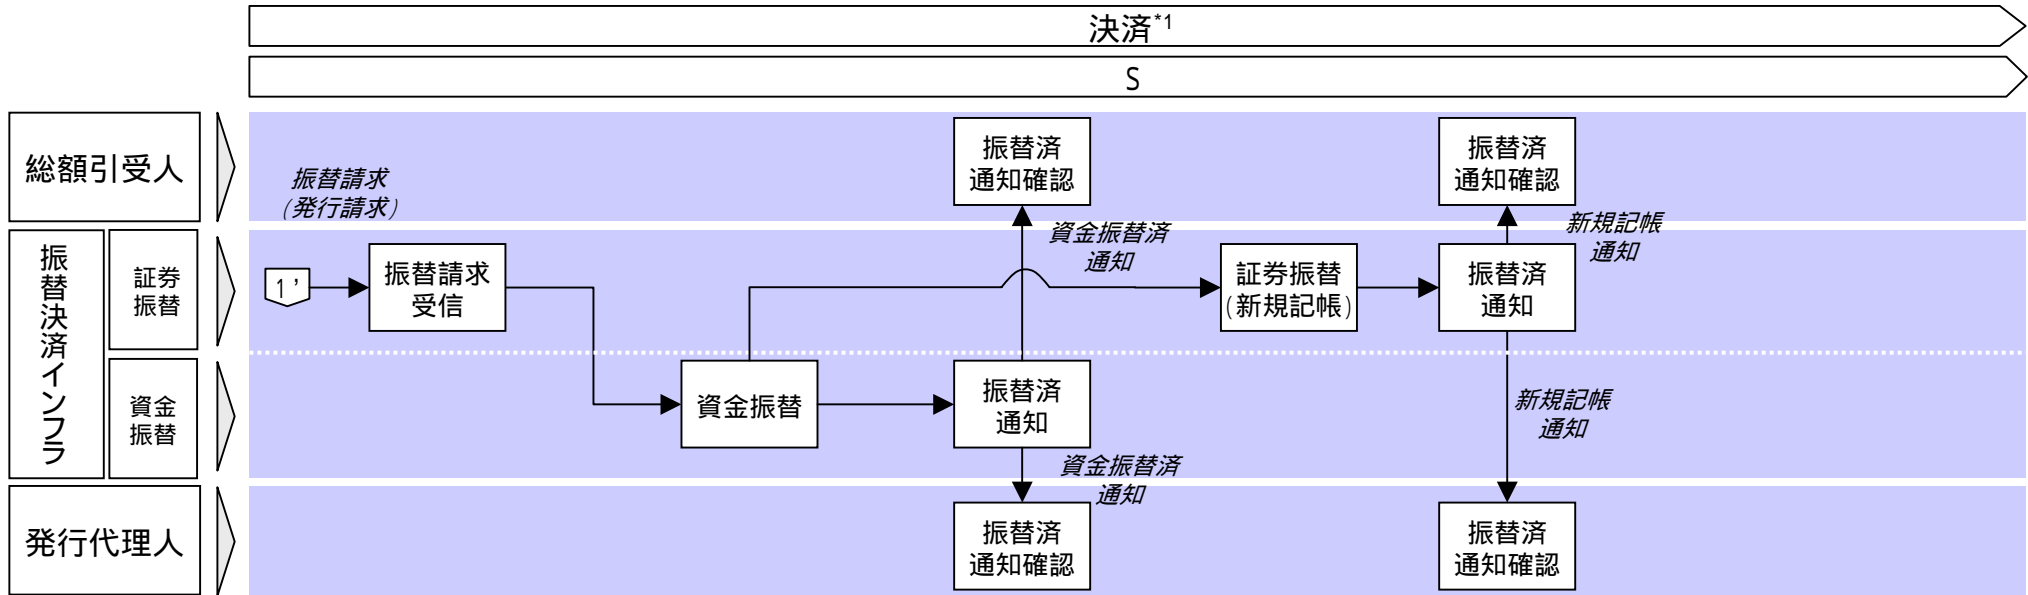 決済*1
S
総額引受人
振替請求
(発行請求)
振替済
通知確認
振替済
通知確認
振替決済インフラ
証券
振替
1'
振替請求
受信
資金振替済
通知
証券振替
(新規記帳)
新規記帳
通知
振替済
通知
資金
振替
資金振替
振替済
通知
新規記帳
通知
資金振替済
通知
発行代理人
振替済
通知確認
振替済
通知確認